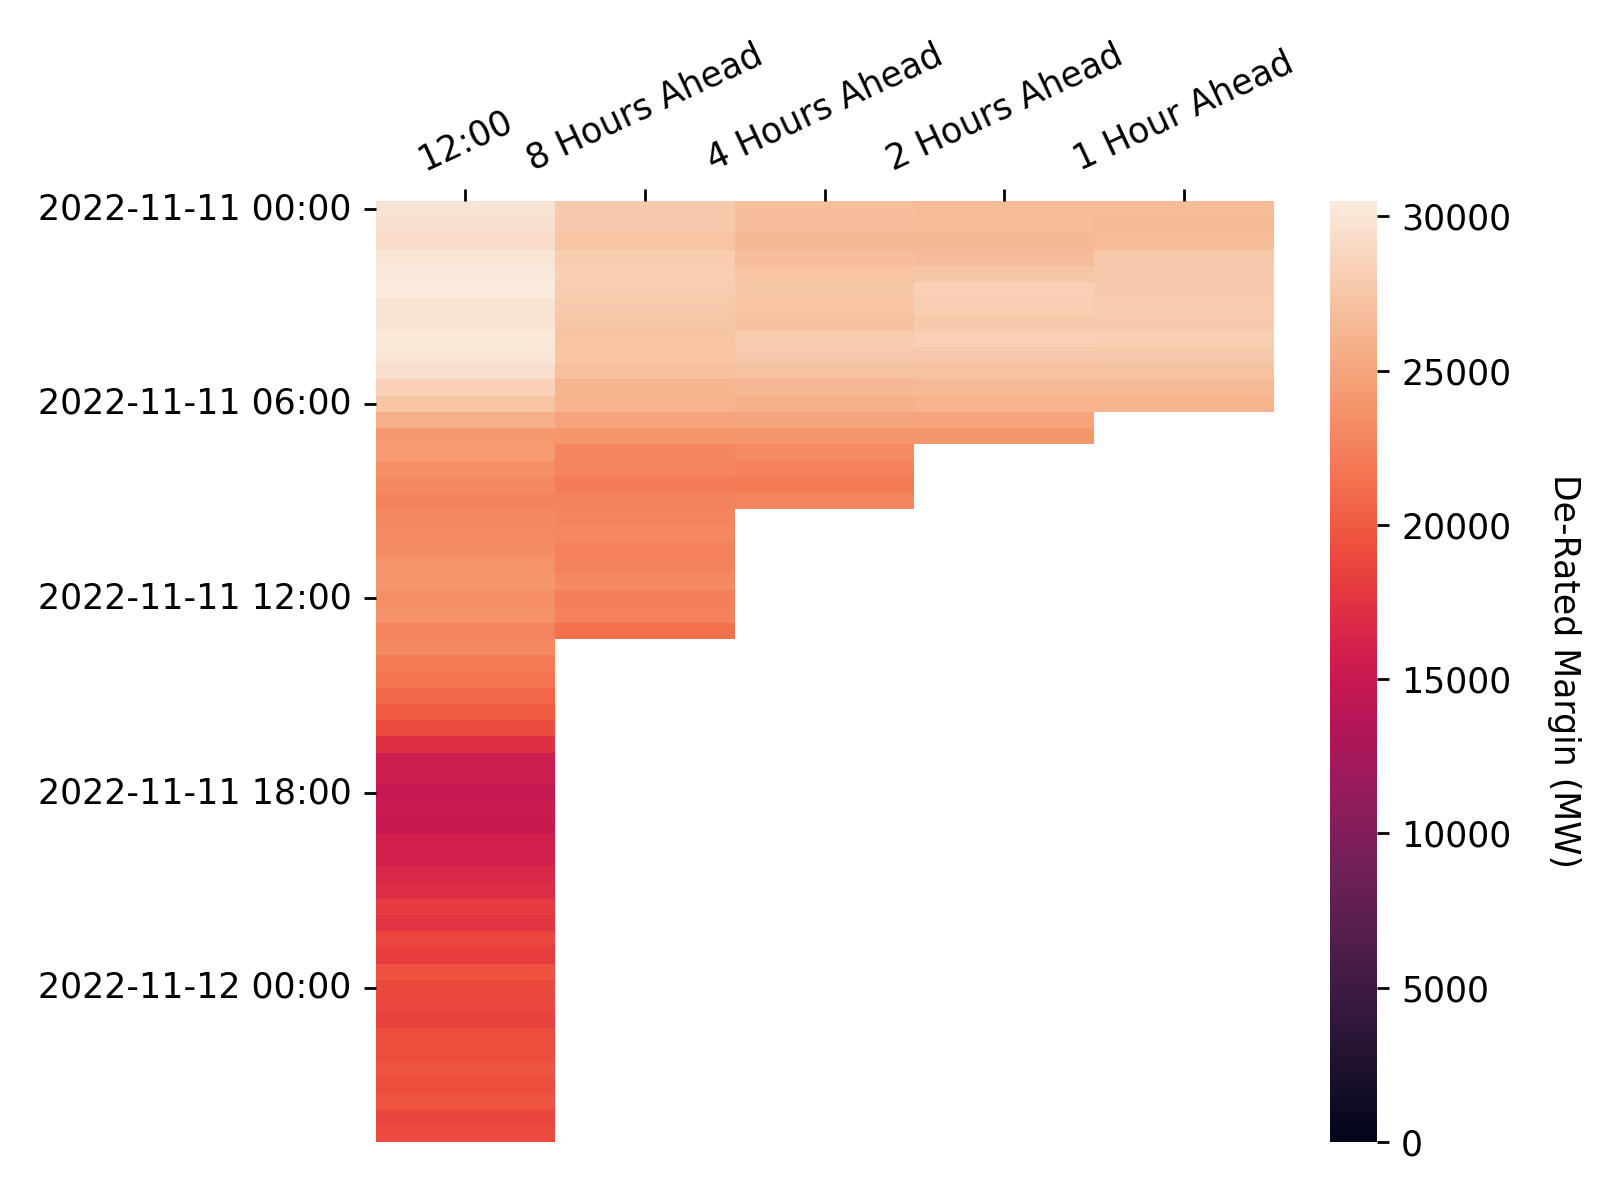 12:00
8 Hours Ahead
4 Hours Ahead
2 Hours Ahead
1 Hour Ahead
2022-11-11 00:00
2022-11-11 06:00
2022-11-11 12:00
2022-11-11 18:00
2022-11-12 00:00
30000
25000
20000
15000
10000
5000
0
De-Rated Margin (MW)